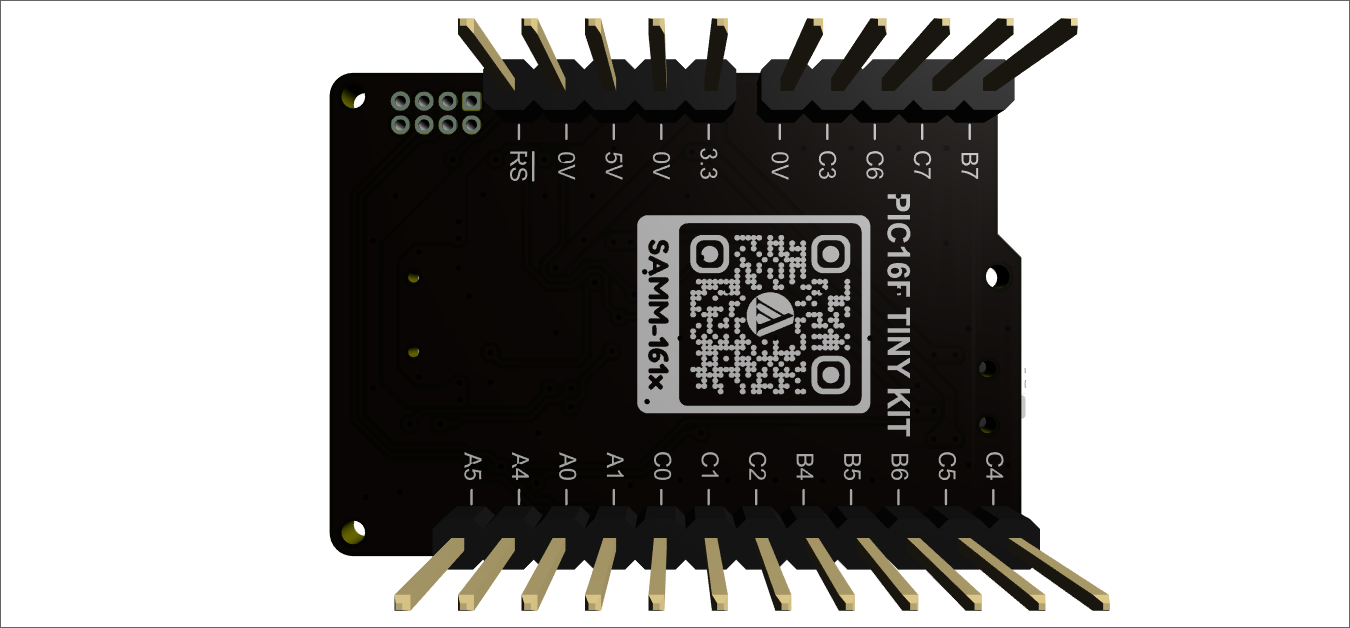 RS
0V
5V
0V
3.3
0V
C3
C6
C7
B7
PIC16F TINY KIT
SAMM-161x
A5
A4
A0
A1
C0
C1
C2
B4
B5
B6
C5
C4